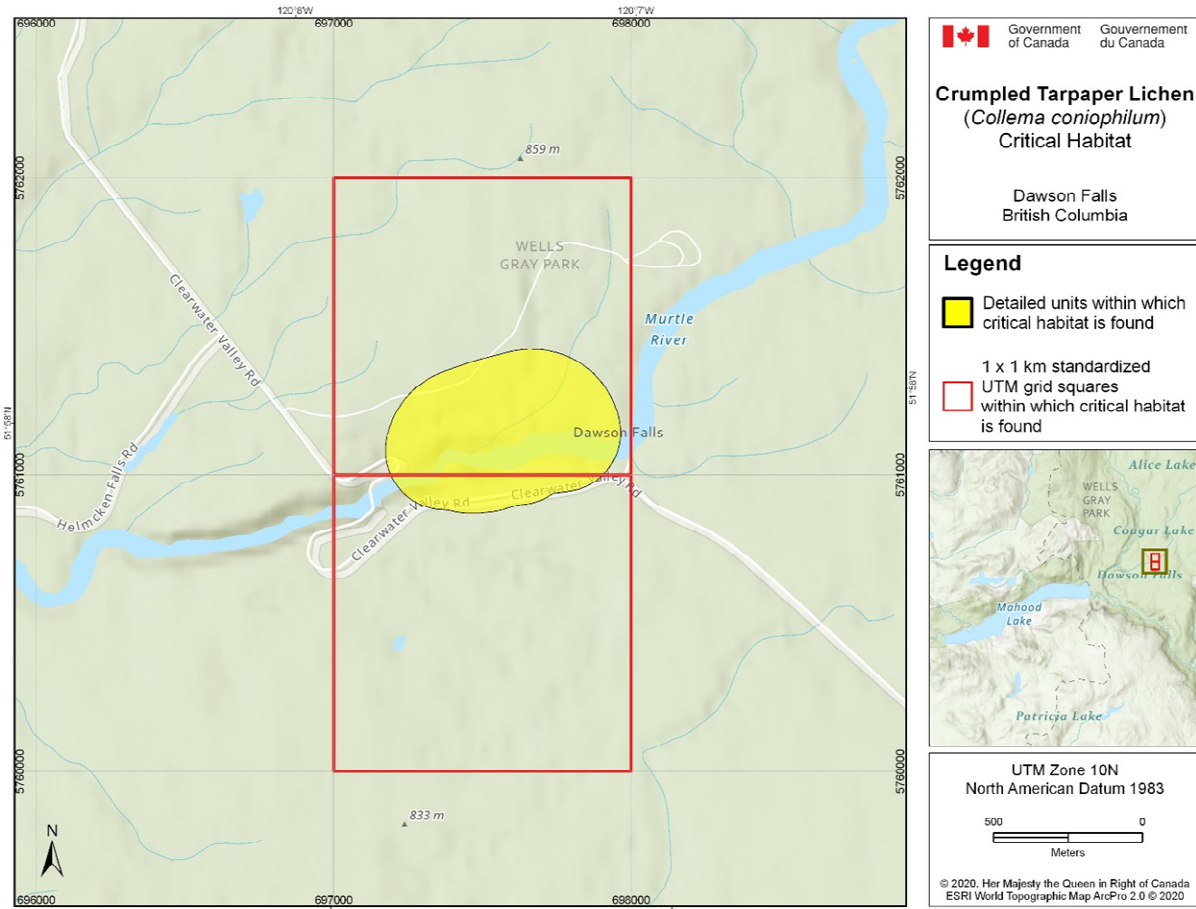 120°8'W
120°7'W
696000
697000
698000
5762000
5762000
859 m
WELLS
GRAY PARK
Clearwater Valley Rd
Murtle
River
51°58'N
51°58'N
Dawson Falls
5761000
5761000
Helmcken Falls Rd
Clearwater Valley Rd
Clearwater Valley Rd
5760000
5760000
833 m
N
696000
697000
698000
Government
of Canada
Gouvernement
du Canada
Crumpled Tarpaper Lichen
(Collema coniophilum)
Critical Habitat
Dawson Falls
British Columbia
Legend
Detailed units within which
critical habitat is found
1 x 1 km standardized
UTM grid squares
within which critical habitat
is found
Alice Lake
WELLS
GRAY
PARK
Cougar Lake
Dawson Falls
Mahood
Lake
Patricia Lake
UTM Zone 10N
North American Datum 1983
500
0
Meters
© 2020. Her Majesty the Queen in Right of Canada
ESRI World Topographic Map ArcPro 2.0 © 2020